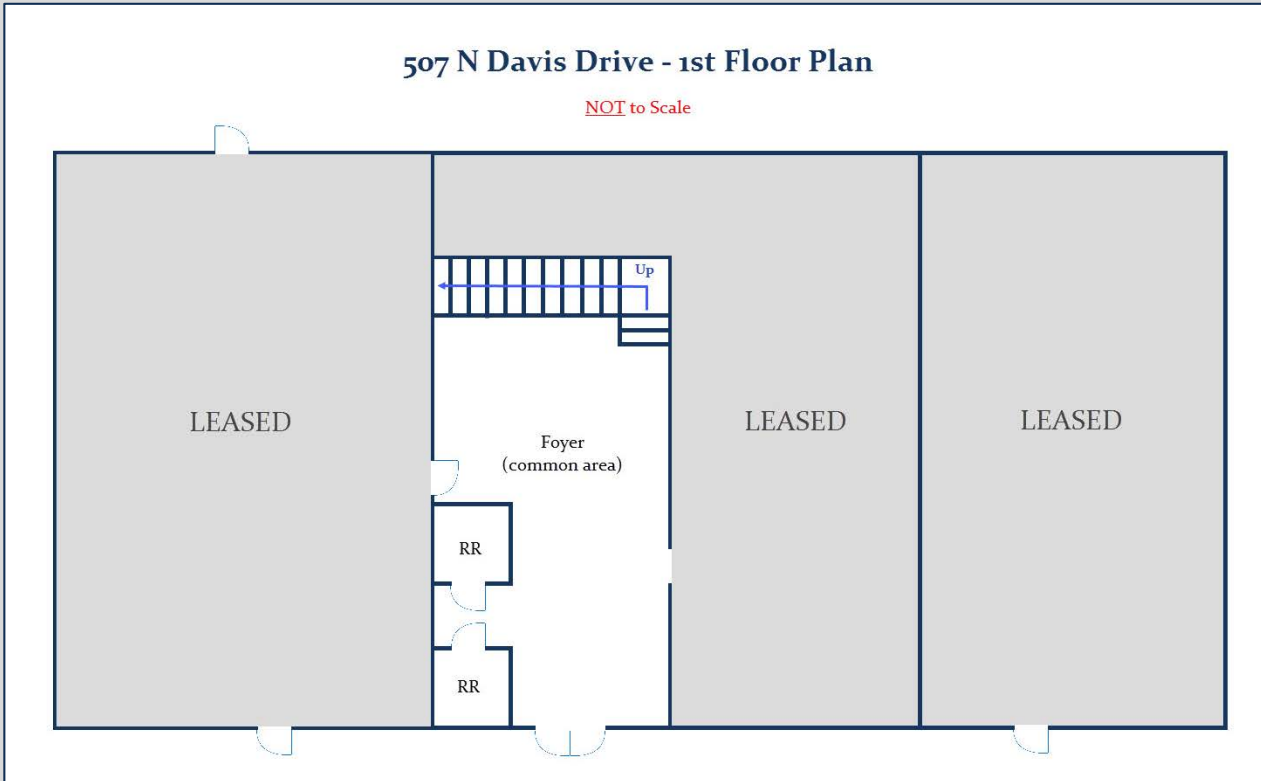 507 N Davis Drive - 1st Floor Plan
NOT to Scale
Up
LEASED
LEASED
LEASED
Foyer
(common area)
RR
RR